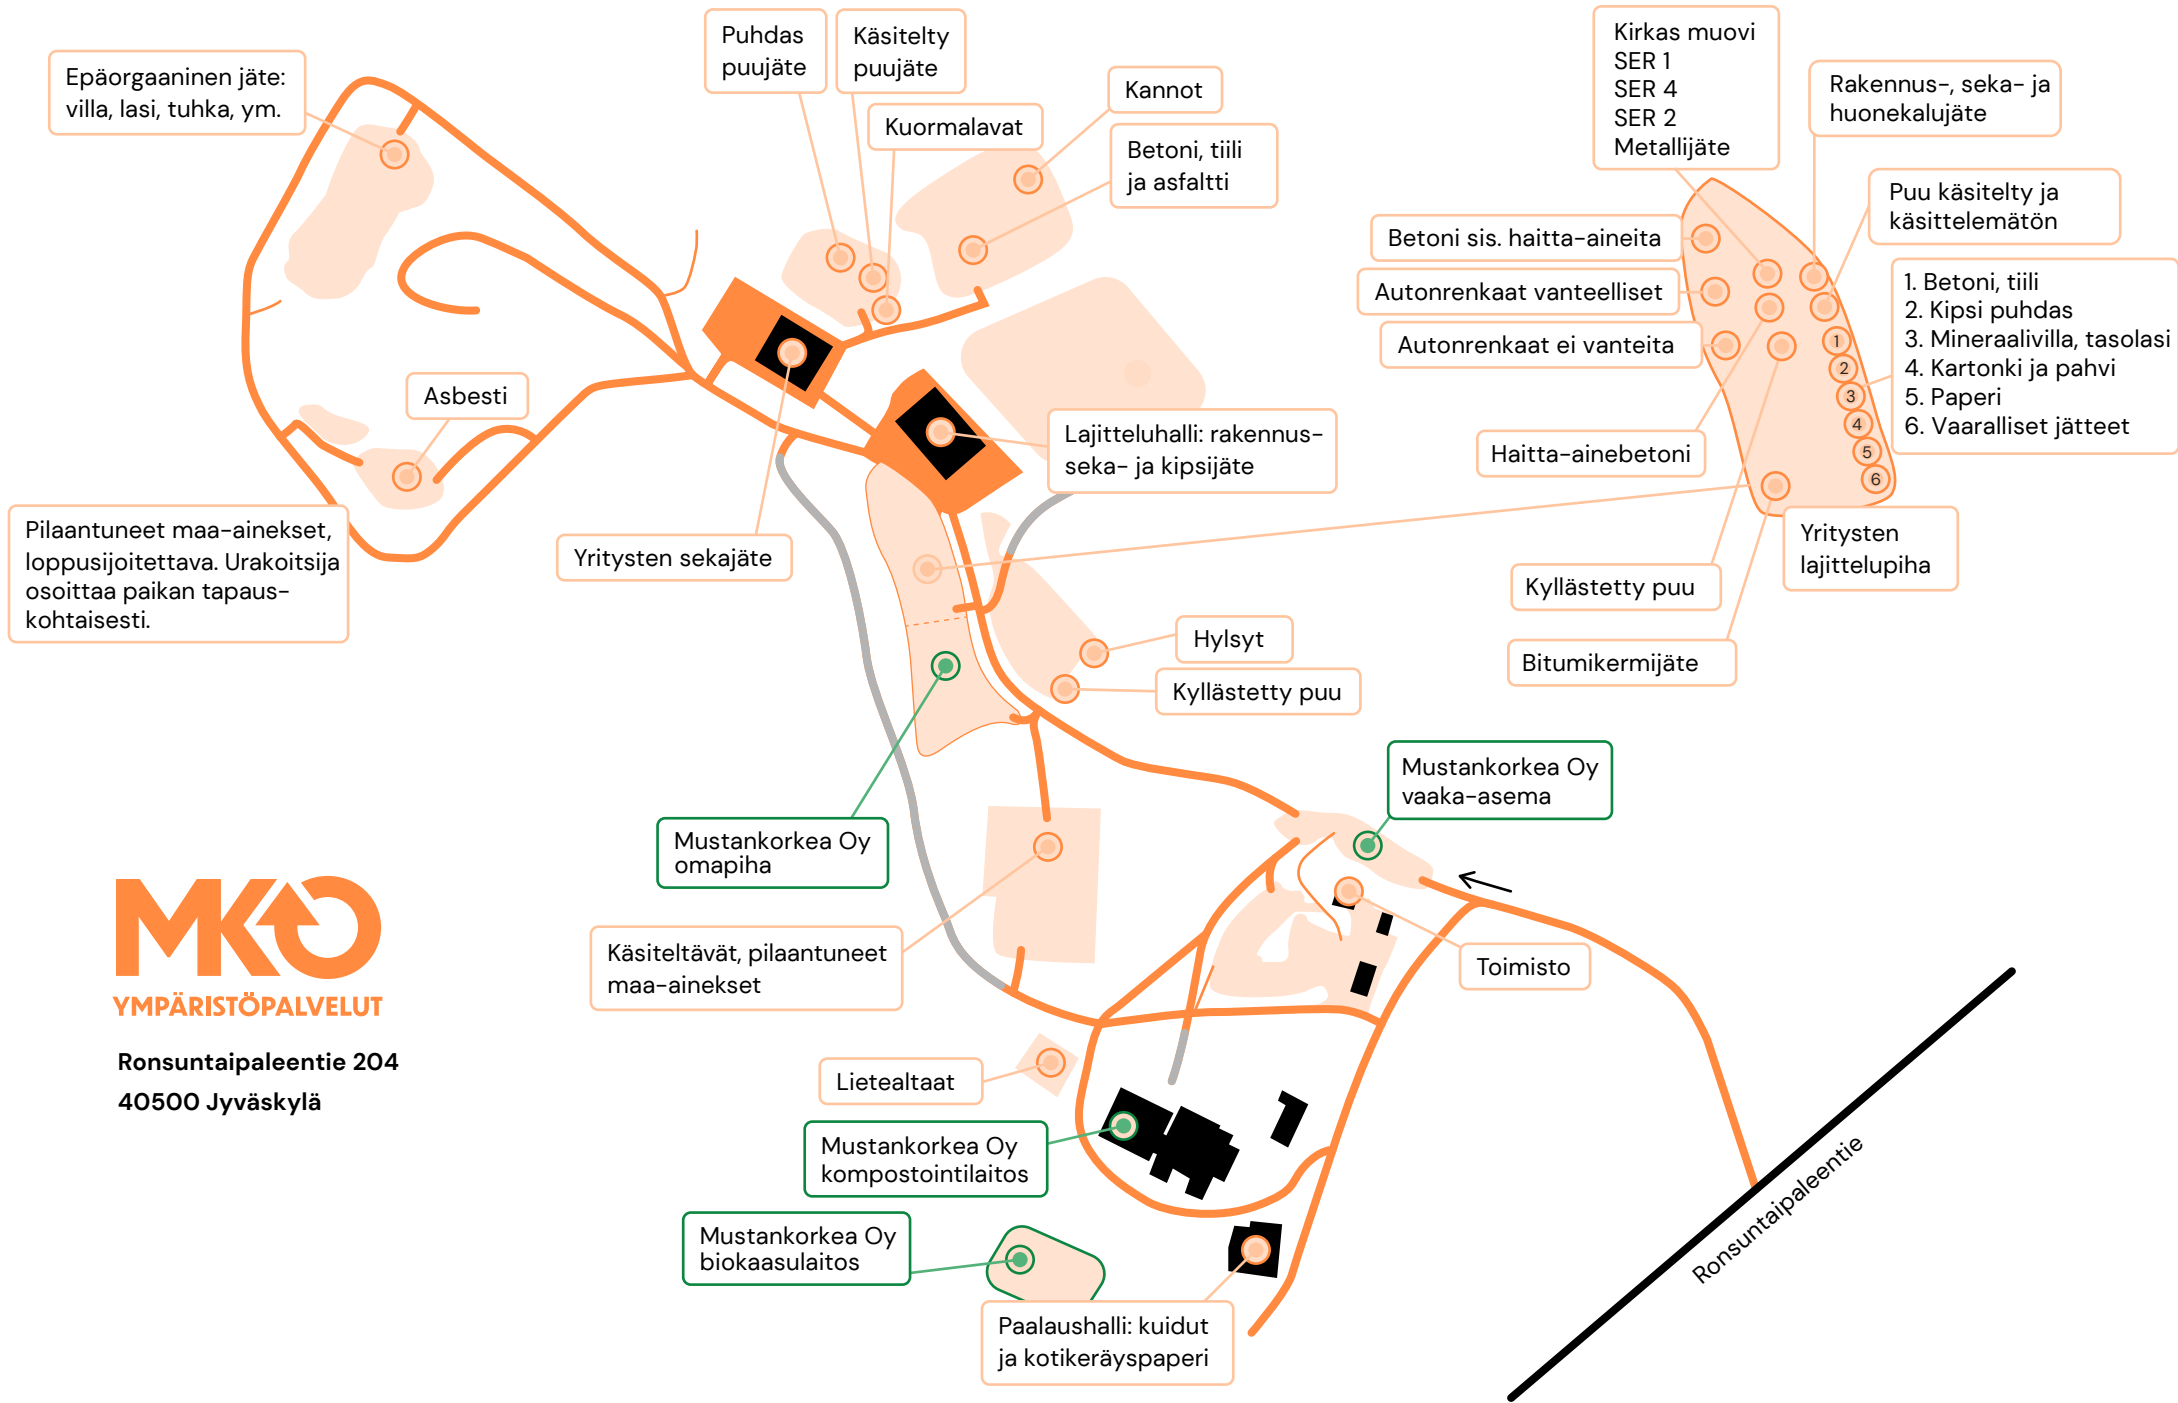 Epäorgaaninen jäte:
villa, lasi, tuhka, ym.
Puhdas
puujäte
Käsitelty
puujäte
Kuormalavat
Kannot
Betoni, tiili
ja asfaltti
Kirkas muovi
SER 1
SER 4
SER 2
Metallijäte
Rakennus-, seka- ja
huonekalujäte
Puu käsitelty ja
käsittelemätön
Betoni sis. haitta-aineita
Autonrenkaat vanteelliset
Autonrenkaat ei vanteita
1. Betoni, tiili
2. Kipsi puhdas
3. Mineraalivilla, tasolasi
4. Kartonki ja pahvi
5. Paperi
6. Vaaralliset jätteet
1
2
3
4
5
6
Asbesti
Lajitteluhalli: rakennus-
seka- ja kipsijäte
Haitta-ainebetoni
Pilaantuneet maa-ainekset,
loppusijoitettava. Urakoitsija
osoittaa paikan tapaus-
kohtaisesti.
Yritysten sekajäte
Yritysten
lajittelupiha
Kyllästetty puu
Hylsyt
Kyllästetty puu
Bitumikermijäte
Mustankorkea Oy
vaaka-asema
Mustankorkea Oy
omapiha
Käsiteltävät, pilaantuneet
maa-ainekset
Toimisto
MKO
YMPÄRISTÖPALVELUT
Ronsuntaipaleentie 204
40500 Jyväskylä
Lietealtaat
Mustankorkea Oy
kompostointilaitos
Mustankorkea Oy
biokaasulaitos
Paalaushalli: kuidut
ja kotikeräyspaperi
Ronsuntaipaleentie